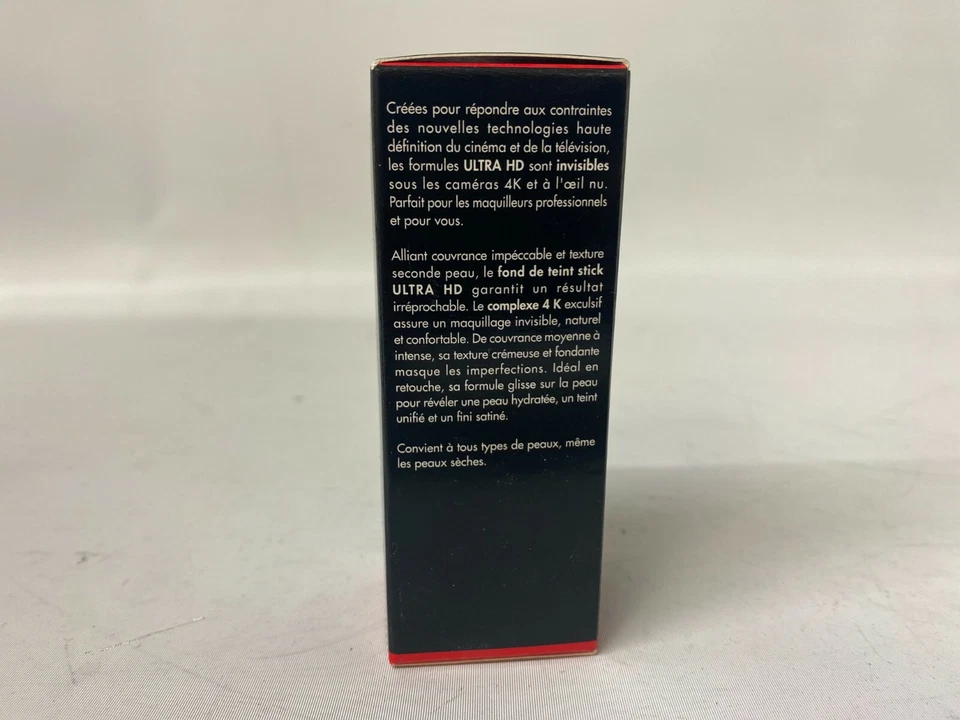 Créées pour répondre aux contraintes
des nouvelles technologies haute
définition du cinéma et de la télévision,
les formules ULTRA HD sont invisibles
sous les caméras 4K et à l'œil nu.
Parfait pour les maquilleurs professionnels
et pour vous.
Alliant couvrance impéccable et texture
seconde peau, le fond de teint stick
ULTRA HD garantit un résultat
irréprochable. Le complexe 4 K exculsif
assure un maquillage invisible, naturel
et confortable. De couvrance moyenne à
intense, sa texture crémeuse et fondante
masque les imperfections. Idéal en
retouche, sa formule glisse sur la peau
pour révéler une peau hydratée, un teint
unifié et un fini satiné.
Convient à tous types de peaux, même
les peaux sèches.